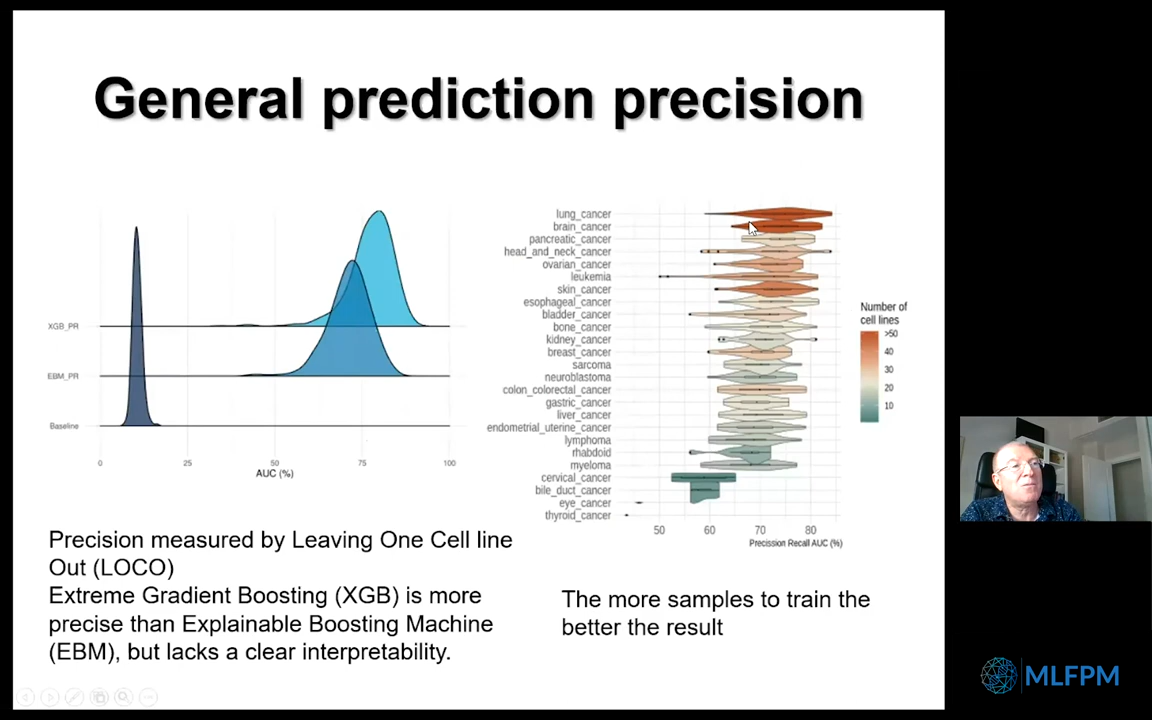 General prediction precision
XGB_PR
EBM_PR
Baseline
0
25
50
75
100
AUC (%)
lung_cancer
brain_cancer
pancreatic_cancer
head_and_neck_cancer
ovarian_cancer
leukemia
skin_cancer
esophageal_cancer
bladder_cancer
bone_cancer
kidney_cancer
breast_cancer
sarcoma
neuroblastoma
colon_colorectal_cancer
gastric_cancer
liver_cancer
endometrial_uterine_cancer
lymphoma
rhabdoid
myeloma
cervical_cancer
bile_duct_cancer
eye_cancer
thyroid_cancer
50
60
70
80
Precission Recall AUC (%)
Number of
cell lines
>50
40
30
20
10
Precision measured by Leaving One Cell line
Out (LOCO)
Extreme Gradient Boosting (XGB) is more
precise than Explainable Boosting Machine
(EBM), but lacks a clear interpretability.
The more samples to train the
better the result
MLFPM